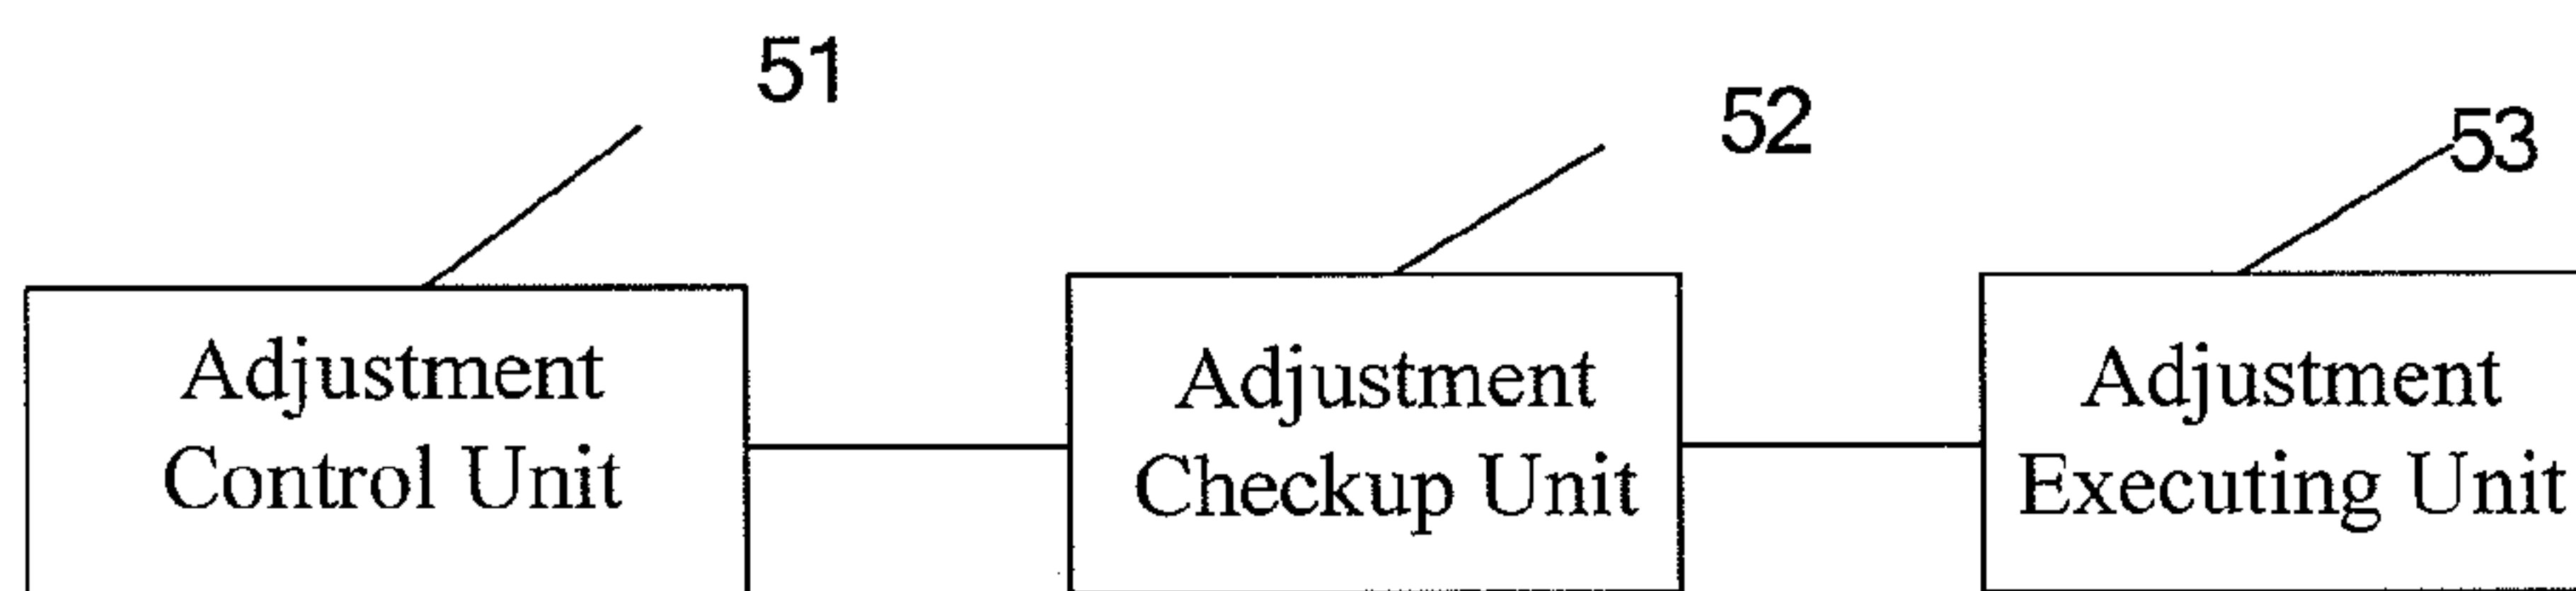 51
52
53
Adjustment
Control Unit
Adjustment
Checkup Unit
Adjustment
Executing Unit